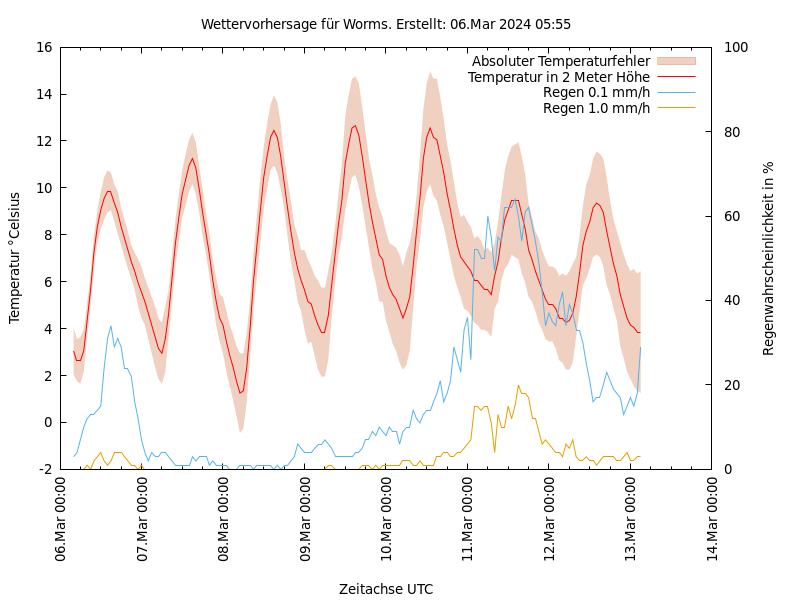 Wettervorhersage für Worms. Erstellt: 06.Mar 2024 05:55
Absoluter Temperaturfehler
Temperatur in 2 Meter Höhe
Regen 0.1 mm/h
Regen 1.0 mm/h
Temperatur °Celsius
16
14
12
10
8
6
4
2
0
-2
100
80
60
40
20
0
Regenwahrscheinlichkeit in %
06.Mar 00:00
07.Mar 00:00
08.Mar 00:00
09.Mar 00:00
10.Mar 00:00
11.Mar 00:00
12.Mar 00:00
13.Mar 00:00
14.Mar 00:00
Zeitachse UTC